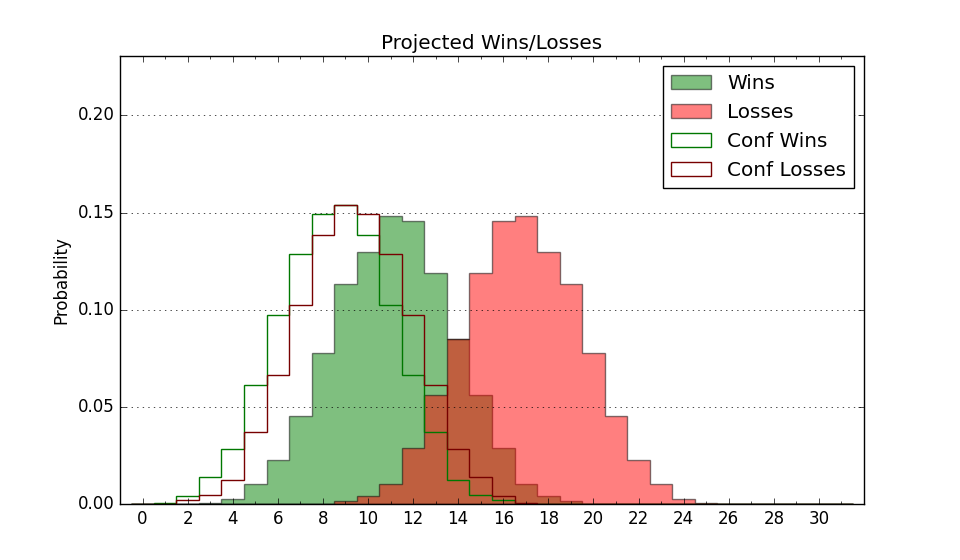 Projected Wins/Losses
Wins
Losses
Conf Wins
Conf Losses
Probability
0.20
0.15
0.10
0.05
0.00
0 2 4 6 8 10 12 14 16 18 20 22 24 26 28 30